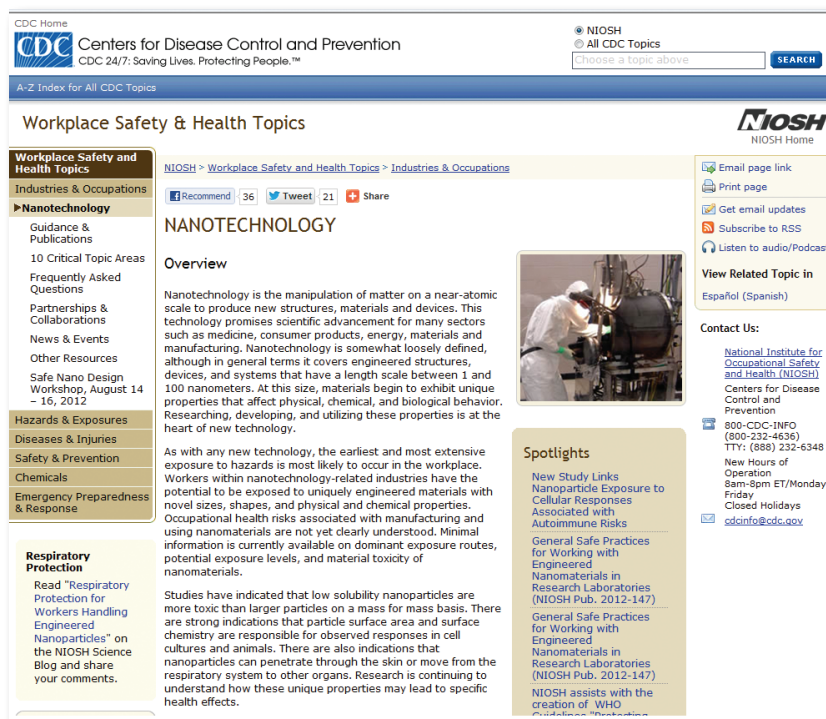 CDC Home
CDC
Centers for Disease Control and Prevention
CDC 24/7: Saving Lives. Protecting People.™
NIOSH
All CDC Topics
Choose a topic above
SEARCH
A-Z Index for All CDC Topics
Workplace Safety & Health Topics
NIOSH
NIOSH Home
Workplace Safety and
Health Topics
Industries & Occupations
Nanotechnology
Guidance &
Publications
10 Critical Topic Areas
Frequently Asked
Questions
Partnerships &
Collaborations
News & Events
Other Resources
Safe Nano Design
Workshop, August 14
– 16, 2012
Hazards & Exposures
Diseases & Injuries
Safety & Prevention
Chemicals
Emergency Preparedness
& Response
Respiratory
Protection
Read "Respiratory
Protection for
Workers Handling
Engineered
Nanoparticles" on
the NIOSH Science
Blog and share
your comments.
NIOSH > Workplace Safety and Health Topics > Industries & Occupations
Recommend 36 Tweet 21 Share
NANOTECHNOLOGY
Overview
Nanotechnology is the manipulation of matter on a near-atomic
scale to produce new structures, materials and devices. This
technology promises scientific advancement for many sectors
such as medicine, consumer products, energy, materials and
manufacturing. Nanotechnology is somewhat loosely defined,
although in general terms it covers engineered structures,
devices, and systems that have a length scale between 1 and
100 nanometers. At this size, materials begin to exhibit unique
properties that affect physical, chemical, and biological behavior.
Researching, developing, and utilizing these properties is at the
heart of new technology.
As with any new technology, the earliest and most extensive
exposure to hazards is most likely to occur in the workplace.
Workers within nanotechnology-related industries have the
potential to be exposed to uniquely engineered materials with
novel sizes, shapes, and physical and chemical properties.
Occupational health risks associated with manufacturing and
using nanomaterials are not yet clearly understood. Minimal
information is currently available on dominant exposure routes,
potential exposure levels, and material toxicity of
nanomaterials.
Studies have indicated that low solubility nanoparticles are
more toxic than larger particles on a mass for mass basis. There
are strong indications that particle surface area and surface
chemistry are responsible for observed responses in cell
cultures and animals. There are also indications that
nanoparticles can penetrate through the skin or move from the
respiratory system to other organs. Research is continuing to
understand how these unique properties may lead to specific
health effects.
Spotlights
New Study Links
Nanoparticle Exposure to
Cellular Responses
Associated with
Autoimmune Risks
General Safe Practices
for Working with
Engineered
Nanomaterials in
Research Laboratories
(NIOSH Pub. 2012-147)
General Safe Practices
for Working with
Engineered
Nanomaterials in
Research Laboratories
(NIOSH Pub. 2012-147)
NIOSH assists with the
creation of WHO
Guidelines "Protecting
Email page link
Print page
Get email updates
Subscribe to RSS
Listen to audio/Podcast
View Related Topic in
Español (Spanish)
Contact Us:
National Institute for
Occupational Safety
and Health (NIOSH)
Centers for Disease
Control and
Prevention
800-CDC-INFO
(800-232-4636)
TTY: (888) 232-6348
New Hours of
Operation
8am-8pm ET/Monday
Friday
Closed Holidays
cdcinfo@cdc.gov